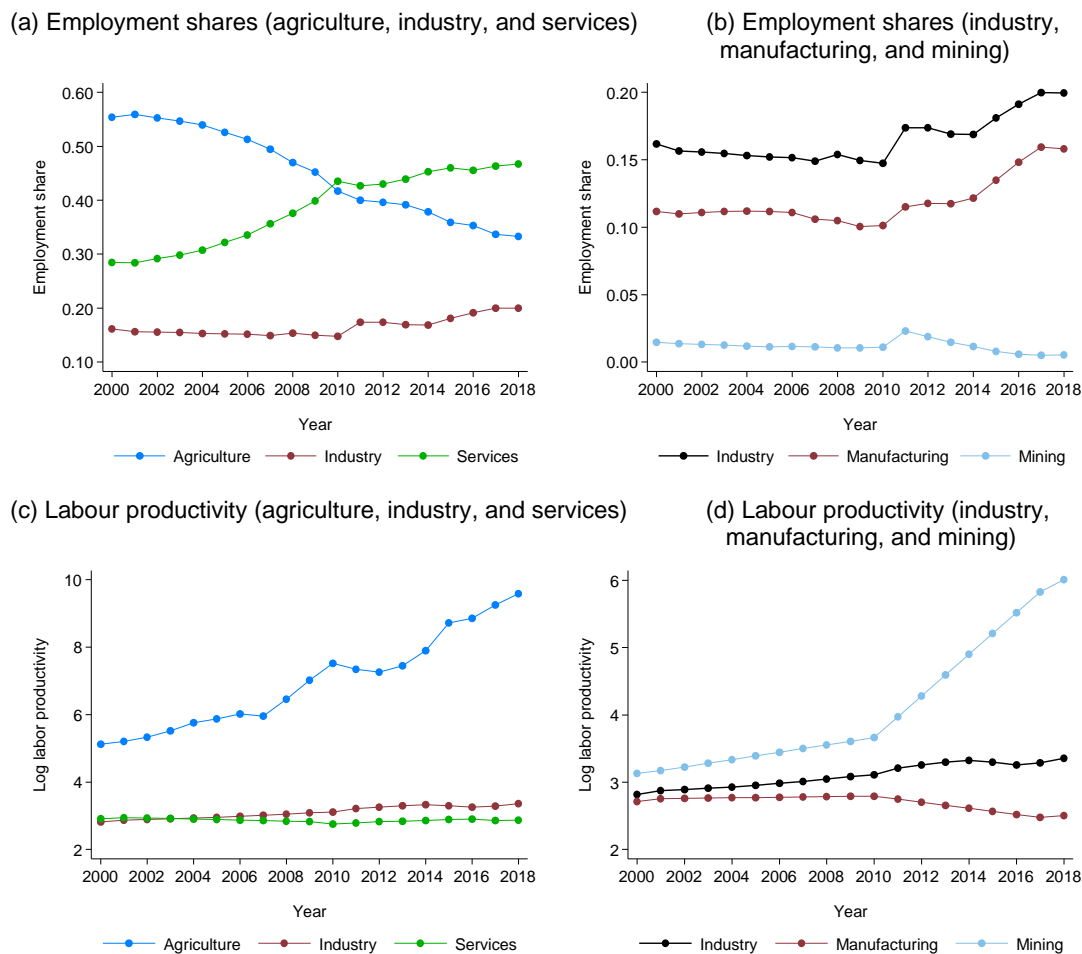 (a) Employment shares (agriculture, industry, and services)
(b) Employment shares (industry,
manufacturing, and mining)
Employment share
0.60
0.50
0.40
0.30
0.20
0.10
2000 2002 2004 2006 2008 2010 2012 2014 2016 2018
Year
Agriculture Industry Services
Employment share
0.20
0.15
0.10
0.05
0.00
2000 2002 2004 2006 2008 2010 2012 2014 2016 2018
Year
Industry Manufacturing Mining
(c) Labour productivity (agriculture, industry, and services)
(d) Labour productivity (industry,
manufacturing, and mining)
Log labor productivity
10
8
6
4
2
2000 2002 2004 2006 2008 2010 2012 2014 2016 2018
Year
Agriculture Industry Services
Log labor productivity
6
5
4
3
2
2000 2002 2004 2006 2008 2010 2012 2014 2016 2018
Year
Industry Manufacturing Mining